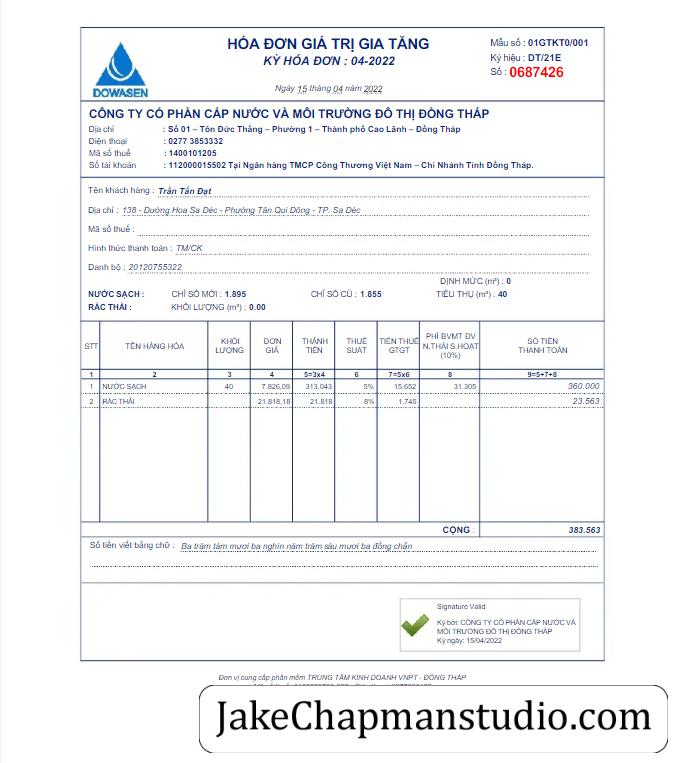 HÓA ĐƠN GIÁ TRỊ GIA TĂNG
KỲ HÓA ĐƠN : 04-2022
Ngày 15 tháng 04 năm 2022
Mẫu số : 01GTKT0/001
Ký hiệu : DT/21E
Số : 0687426
DOWASEN
CÔNG TY CỔ PHẦN CẤP NƯỚC VÀ MÔI TRƯỜNG ĐÔ THỊ ĐỒNG THÁP
Địa chỉ : Số 01 – Tôn Đức Thắng – Phường 1 – Thành phố Cao Lãnh – Đồng Tháp
Điện thoại : 0277 3853332
Mã số thuế : 1400101205
Số tài khoản : 112000015502 Tại Ngân hàng TMCP Công Thương Việt Nam – Chi Nhánh Tỉnh Đồng Tháp.
Tên khách hàng : Trần Tấn Đạt
Địa chỉ : 138 - Đường Hoa Sa Déc - Phường Tân Qui Đông - TP. Sa Déc
Mã số thuế :
Hình thức thanh toán : TM/CK
Danh bộ : 20120755322
ĐỊNH MỨC (m³) : 0
NƯỚC SẠCH : CHỈ SỐ MỚI : 1.895 CHỈ SỐ CŨ : 1.855 TIÊU THỤ (m³) : 40
RÁC THẢI : KHỐI LƯỢNG (m³) : 0.00
STT TÊN HÀNG HÓA KHỐI LƯỢNG ĐƠN GIÁ THÀNH TIỀN THUẾ SUẤT TIỀN THUẾ GTGT PHÍ BVMT ĐV N.THẢI S.HOẠT (10%) SỐ TIỀN THANH TOÁN
1 2 3 4 5=3x4 6 7=5x6 8 9=5+7+8
1 NƯỚC SẠCH 40 7.826,09 313.043 5% 15.652 31.305 360.000
2 RÁC THẢI 21.818,18 21.818 8% 1.745 23.563
CỘNG : 383.563
Số tiền viết bằng chữ : Ba trăm tám mươi ba nghìn năm trăm sáu mươi ba đồng chẵn
Signature Valid
Ký bởi: CÔNG TY CỔ PHẦN CẤP NƯỚC VÀ
MÔI TRƯỜNG ĐÔ THỊ ĐỒNG THÁP
Ký ngày: 15/04/2022
Đơn vị cung cấp phần mềm TRUNG TÂM KINH DOANH VNPT - ĐỒNG THÁP
JakeChapmanstudio.com